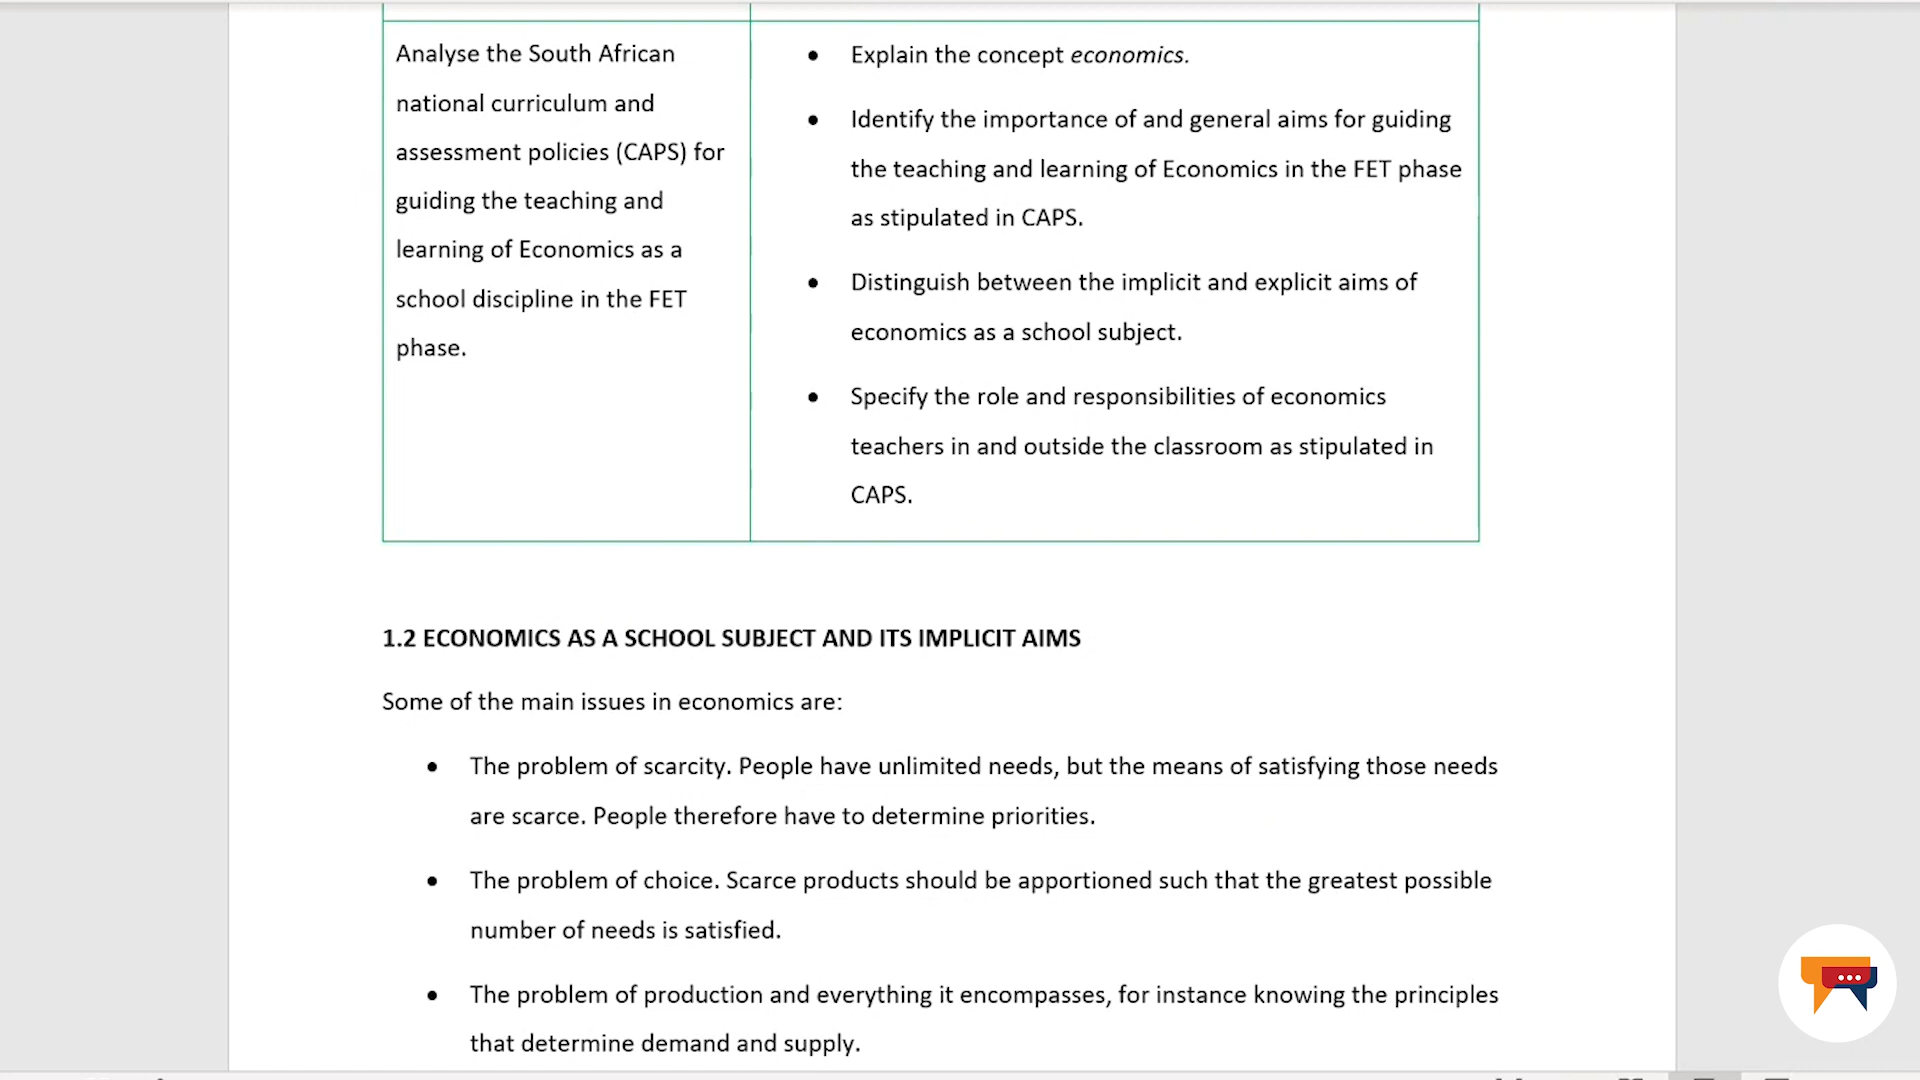 Analyse the South African
national curriculum and
assessment policies (CAPS) for
guiding the teaching and
learning of Economics as a
school discipline in the FET
phase.
• Explain the concept economics.
• Identify the importance of and general aims for guiding
the teaching and learning of Economics in the FET phase
as stipulated in CAPS.
• Distinguish between the implicit and explicit aims of
economics as a school subject.
• Specify the role and responsibilities of economics
teachers in and outside the classroom as stipulated in
CAPS.
1.2 ECONOMICS AS A SCHOOL SUBJECT AND ITS IMPLICIT AIMS
Some of the main issues in economics are:
• The problem of scarcity. People have unlimited needs, but the means of satisfying those needs
are scarce. People therefore have to determine priorities.
• The problem of choice. Scarce products should be apportioned such that the greatest possible
number of needs is satisfied.
• The problem of production and everything it encompasses, for instance knowing the principles
that determine demand and supply.